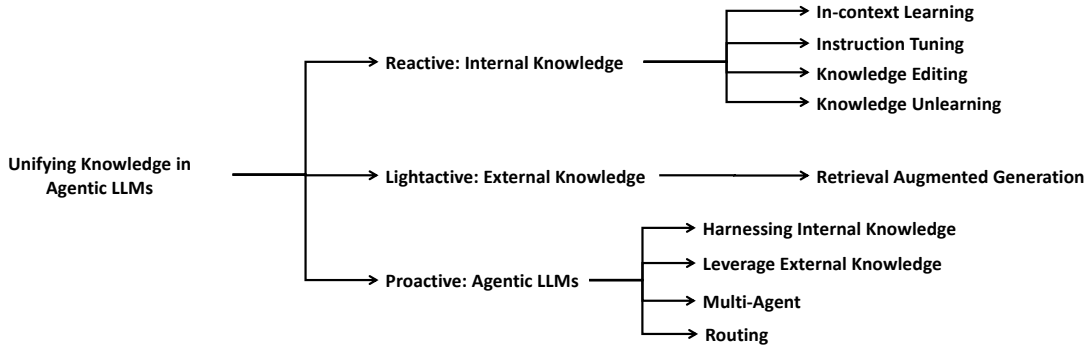 Unifying Knowledge in
Agentic LLMs
Reactive: Internal Knowledge
In-context Learning
Instruction Tuning
Knowledge Editing
Knowledge Unlearning
Lightactive: External Knowledge
Retrieval Augmented Generation
Proactive: Agentic LLMs
Harnessing Internal Knowledge
Leverage External Knowledge
Multi-Agent
Routing